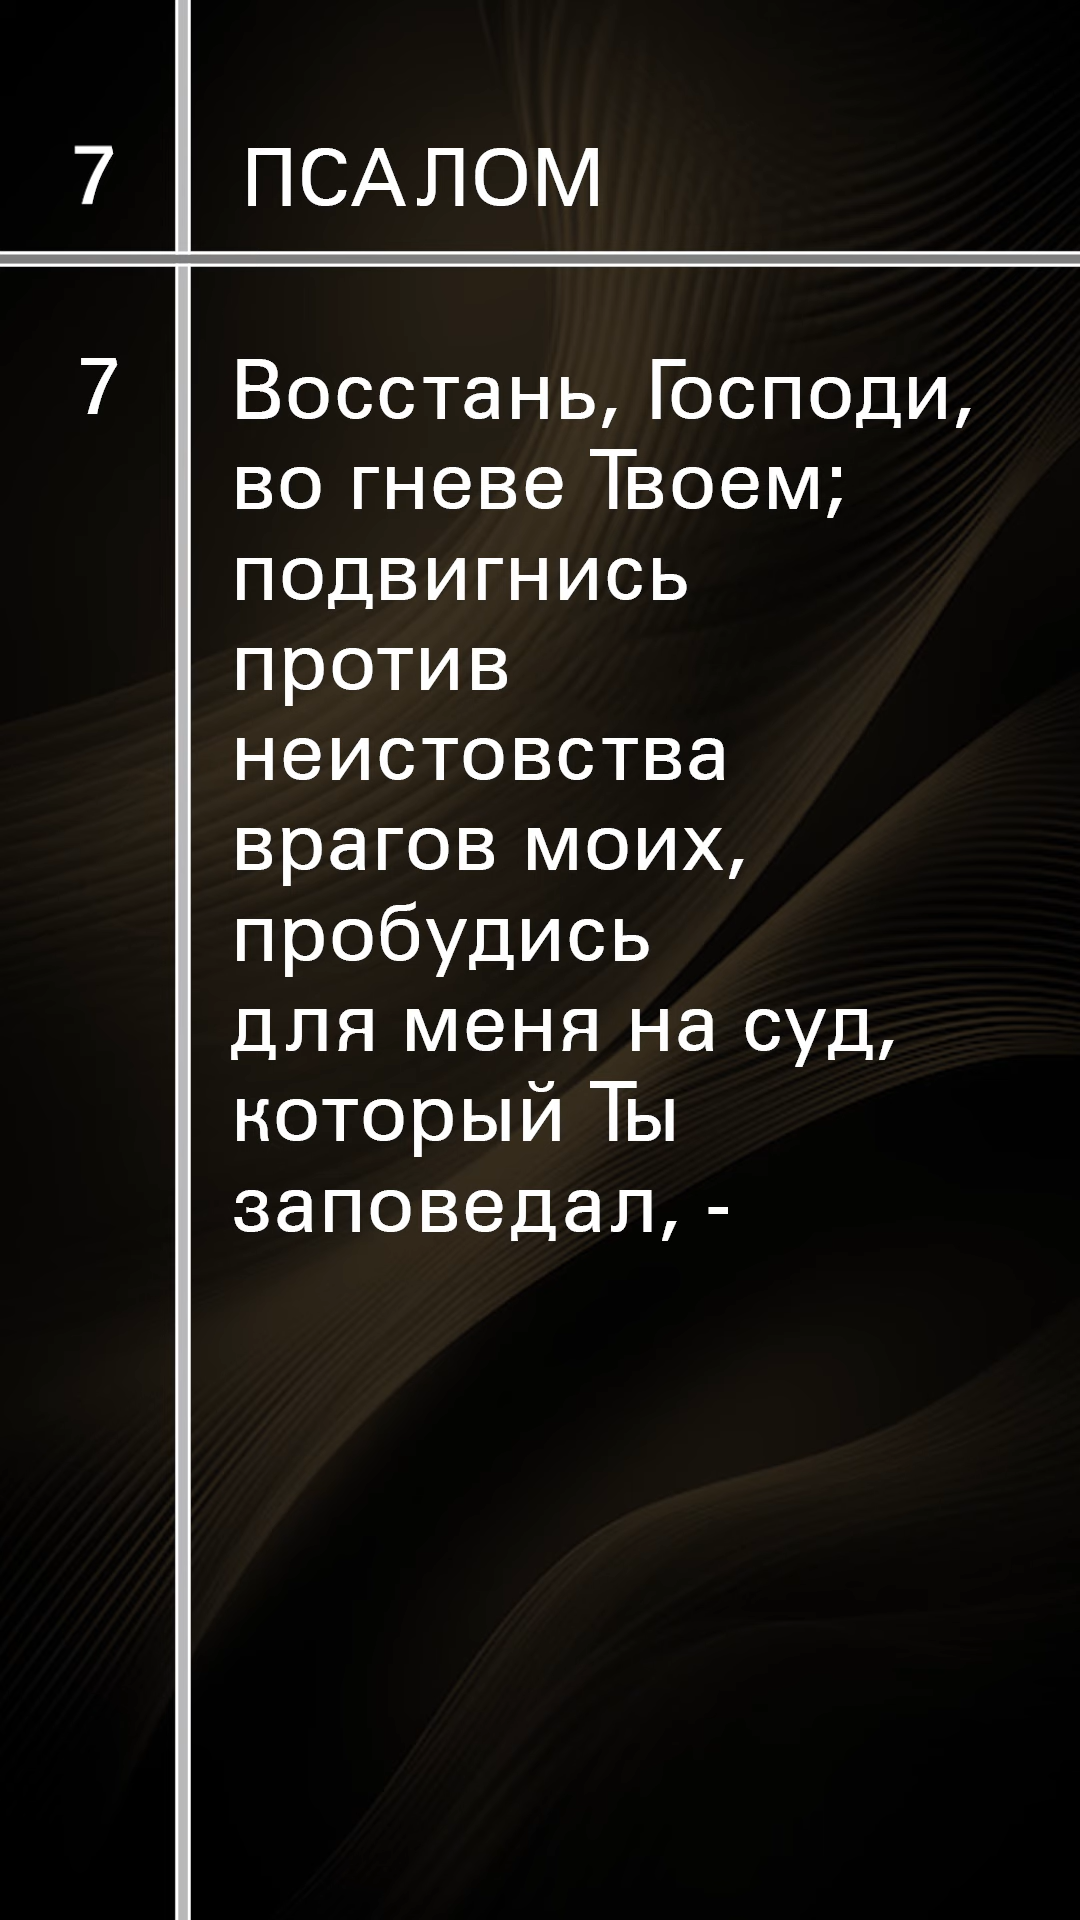 7 ПСАЛОМ
7 Восстань, Господи,
во гневе Твоем;
подвигнись
против
неистовства
врагов моих,
пробудись
для меня на суд,
который Ты
заповедал, -